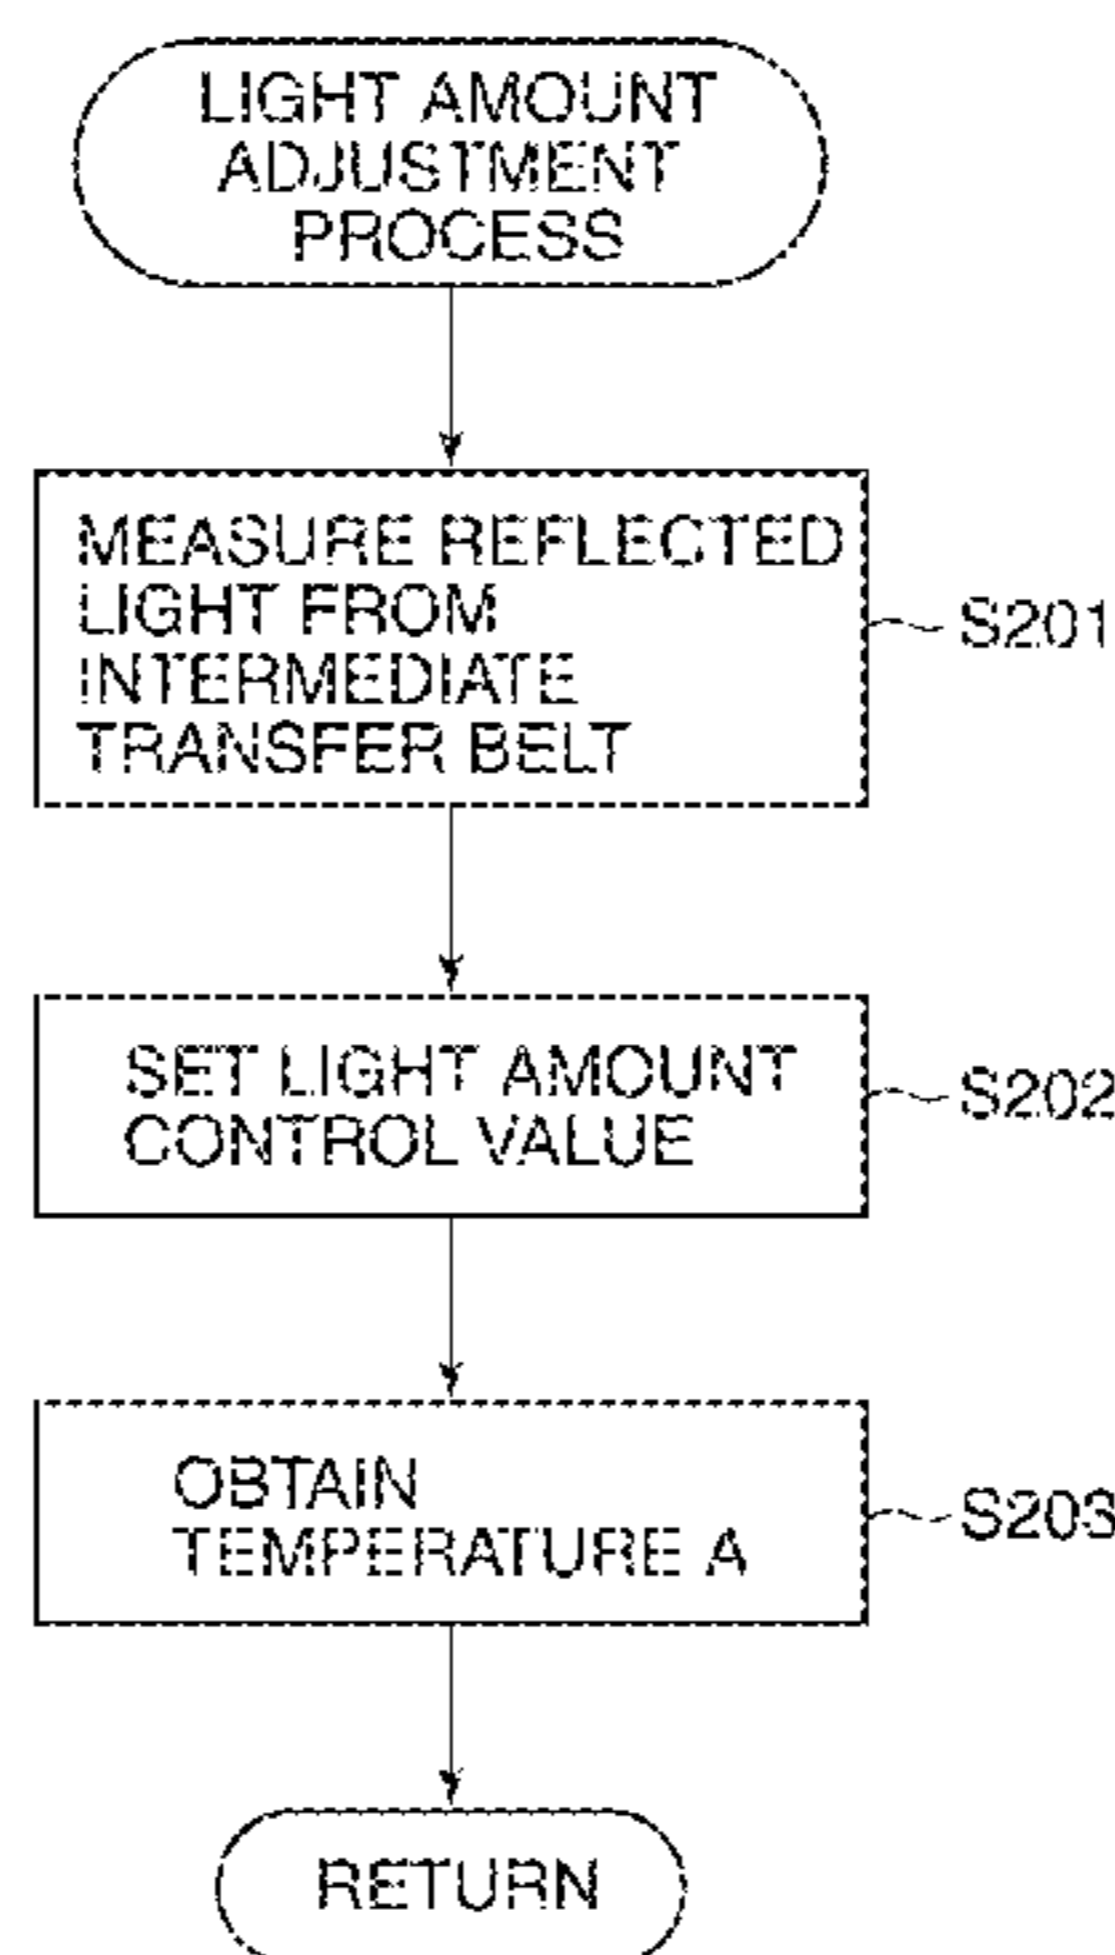 LIGHT AMOUNT
ADJUSTMENT
PROCESS
MEASURE REFLECTED
LIGHT FROM
INTERMEDIATE
TRANSFER BELT
S201
SET LIGHT AMOUNT
CONTROL VALUE
S202
OBTAIN
TEMPERATURE A
S203
RETURN